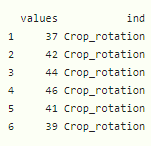 values ind
1 37 Crop_rotation
2 42 Crop_rotation
3 44 Crop_rotation
4 46 Crop_rotation
5 41 Crop_rotation
6 39 Crop_rotation